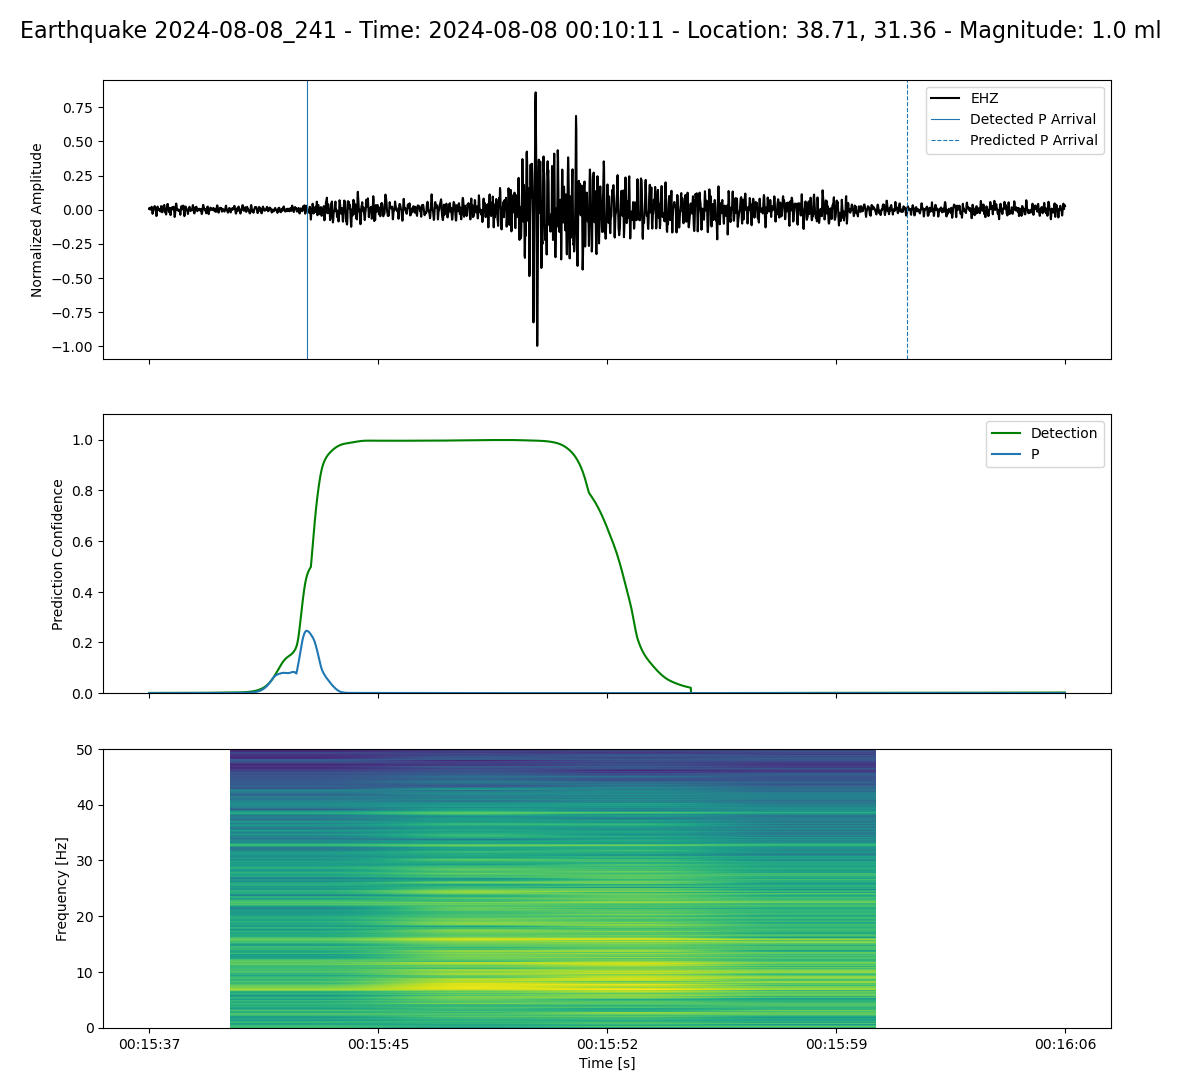 Earthquake 2024-08-08_241 - Time: 2024-08-08 00:10:11 - Location: 38.71, 31.36 - Magnitude: 1.0 ml
Normalized Amplitude
0.75
0.50
0.25
0.00
−0.25
−0.50
−0.75
−1.00
EHZ
Detected P Arrival
Predicted P Arrival
Prediction Confidence
1.0
0.8
0.6
0.4
0.2
0.0
Detection
P
Frequency [Hz]
50
40
30
20
10
0
00:15:37 00:15:45 00:15:52 00:15:59 00:16:06
Time [s]